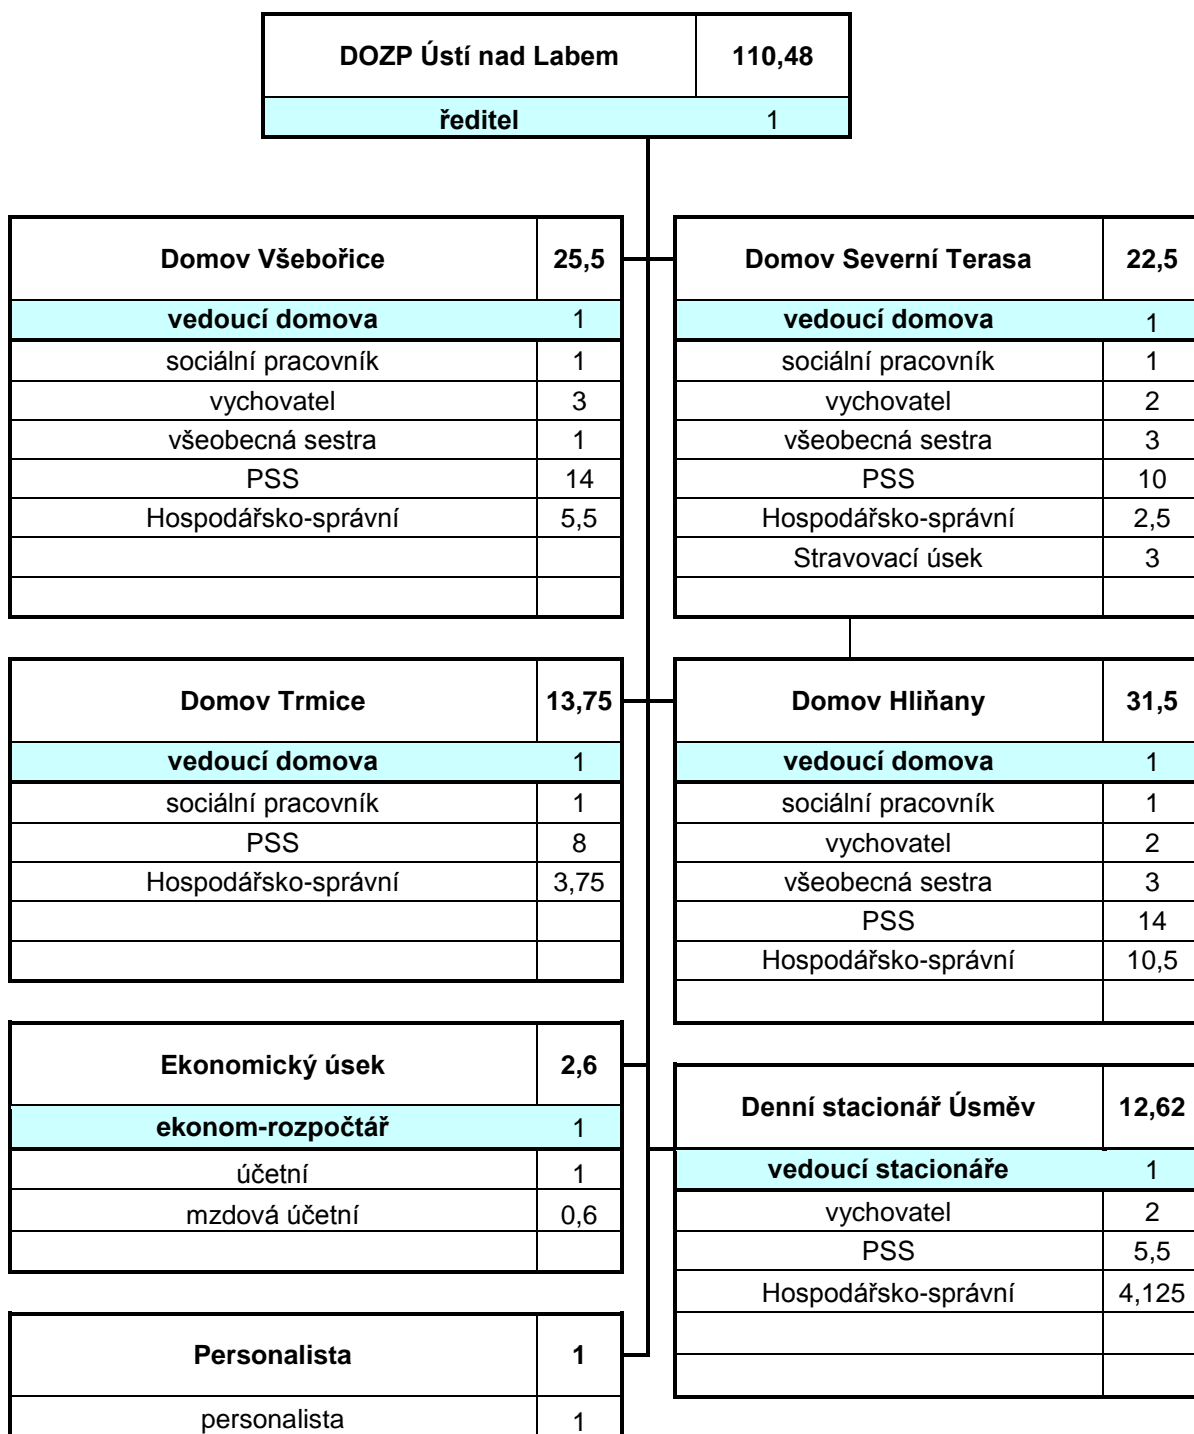 DOZP Ústí nad Labem 110,48
ředitel 1
Domov Všebořice 25,5
vedoucí domova 1
sociální pracovník 1
vychovatel 3
všeobecná sestra 1
PSS 14
Hospodářsko-správní 5,5
Domov Severní Terasa 22,5
vedoucí domova 1
sociální pracovník 1
vychovatel 2
všeobecná sestra 3
PSS 10
Hospodářsko-správní 2,5
Stravovací úsek 3
Domov Trmice 13,75
vedoucí domova 1
sociální pracovník 1
PSS 8
Hospodářsko-správní 3,75
Domov Hliňany 31,5
vedoucí domova 1
sociální pracovník 1
vychovatel 2
všeobecná sestra 3
PSS 14
Hospodářsko-správní 10,5
Ekonomický úsek 2,6
ekonom-rozpočtář 1
účetní 1
mzdová účetní 0,6
Denní stacionář Úsměv 12,62
vedoucí stacionáře 1
vychovatel 2
PSS 5,5
Hospodářsko-správní 4,125
Personalista 1
personalista 1